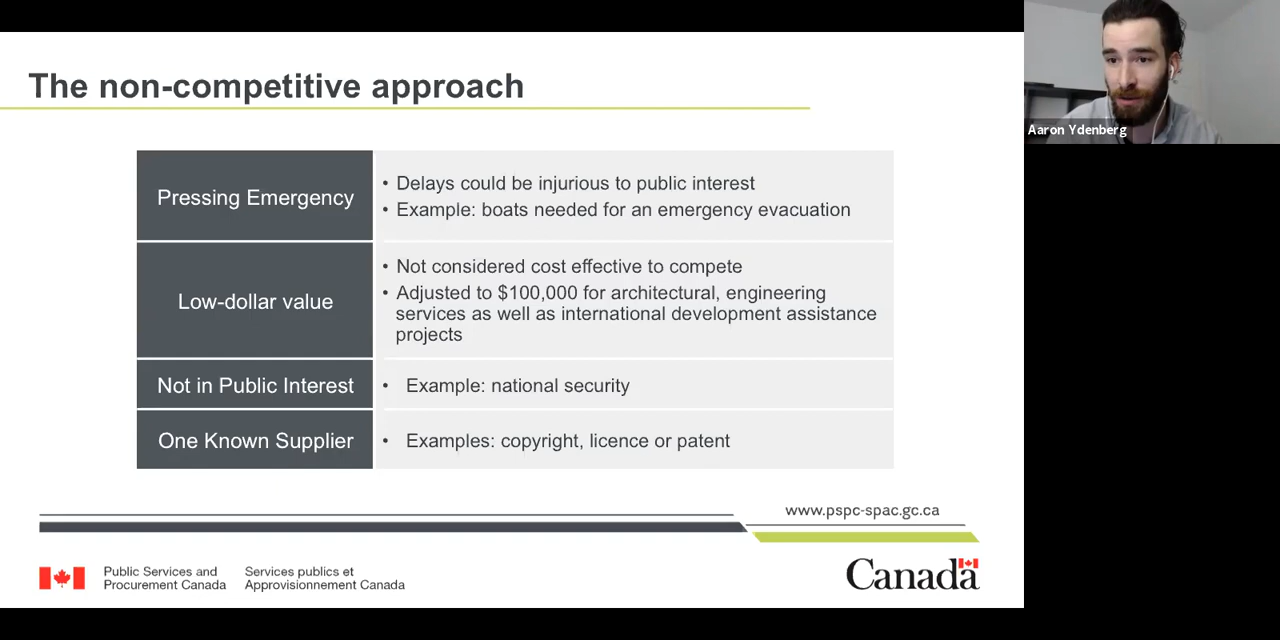 The non-competitive approach
Aaron Ydenberg
Pressing Emergency
• Delays could be injurious to public interest
• Example: boats needed for an emergency evacuation
Low-dollar value
• Not considered cost effective to compete
• Adjusted to $100,000 for architectural, engineering
services as well as international development assistance
projects
Not in Public Interest
• Example: national security
One Known Supplier
• Examples: copyright, licence or patent
www.pspc-spac.gc.ca
Public Services and
Procurement Canada
Services publics et
Approvisionnement Canada
Canada